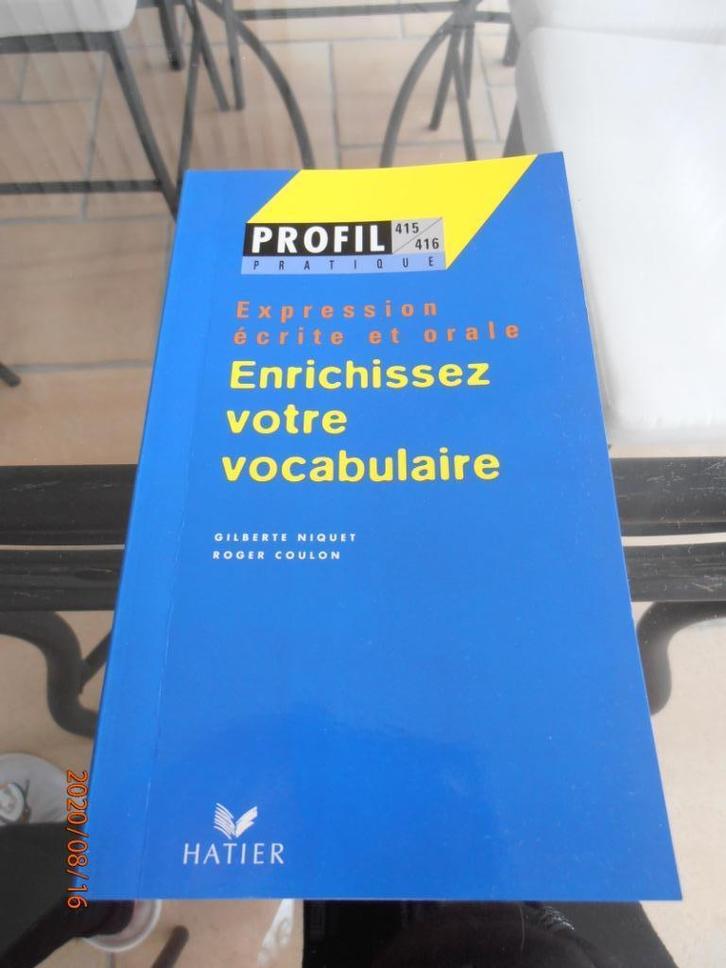 PROFIL 415/416
PRATIQUE
Expression
écrite et orale
Enrichissez
votre
vocabulaire
GILBERTE NIQUET
ROGER COULON
HATIER
2020/08/16